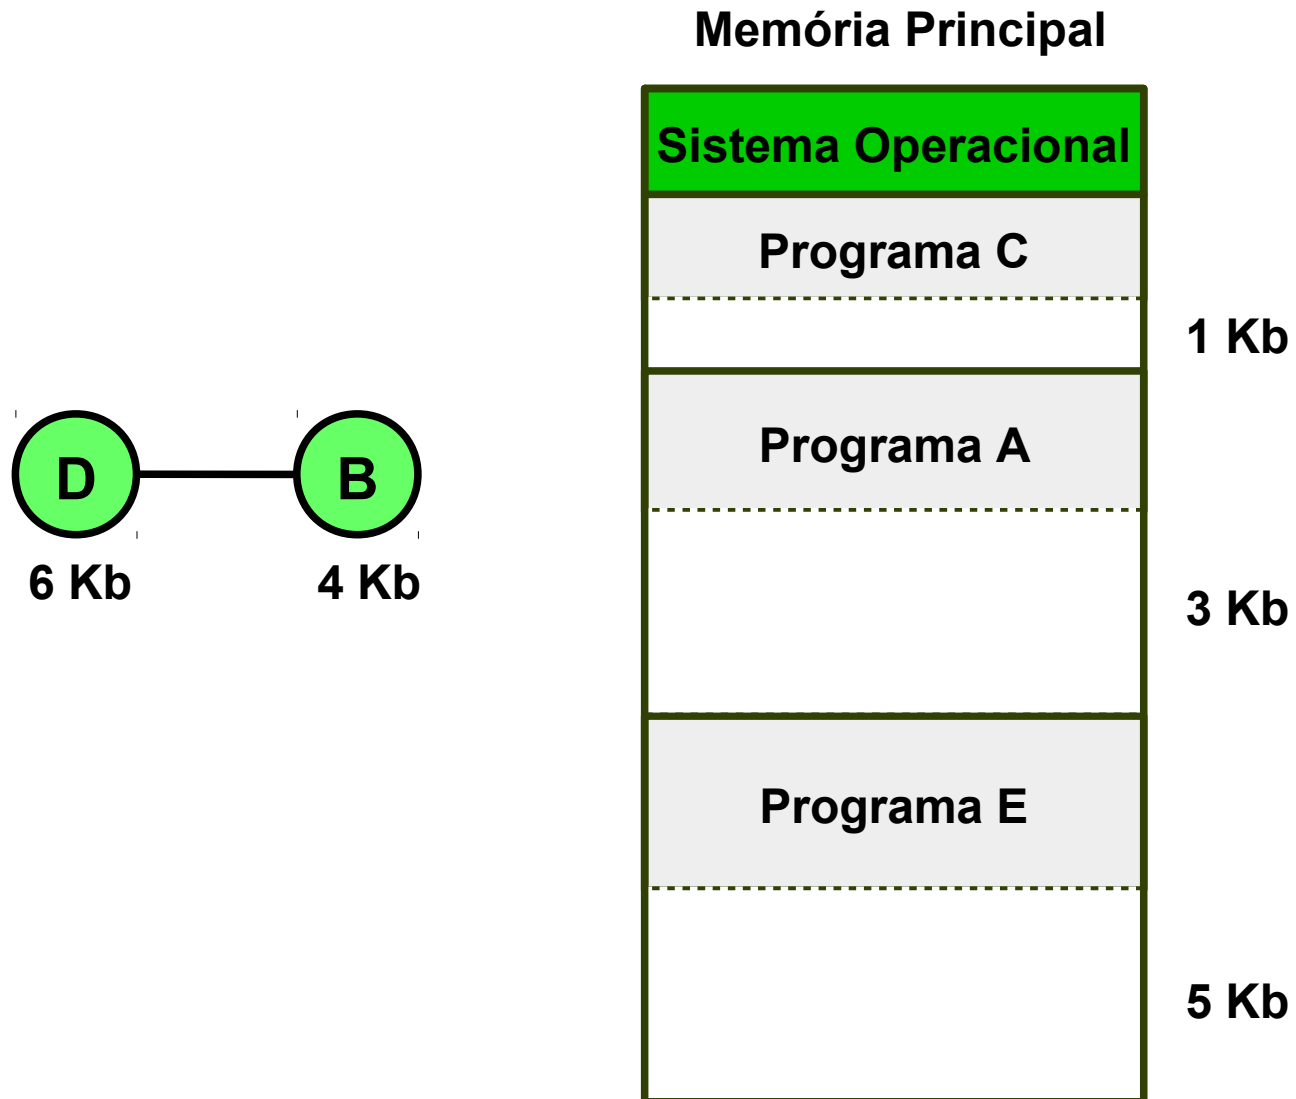 Memória Principal
Sistema Operacional
Programa C
1 Kb
Programa A
D
B
6 Kb
4 Kb
3 Kb
Programa E
5 Kb